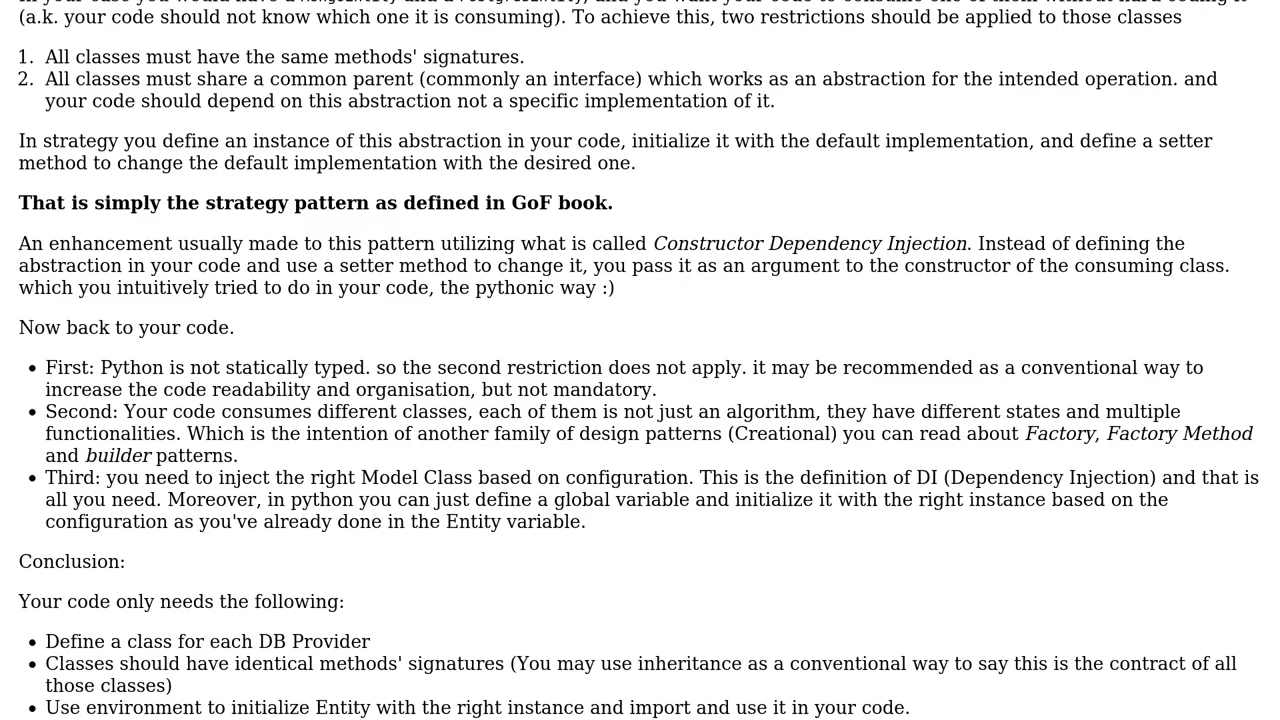 (a.k. your code should not know which one it is consuming). To achieve this, two restrictions should be applied to those classes
1. All classes must have the same methods' signatures.
2. All classes must share a common parent (commonly an interface) which works as an abstraction for the intended operation. and
your code should depend on this abstraction not a specific implementation of it.
In strategy you define an instance of this abstraction in your code, initialize it with the default implementation, and define a setter
method to change the default implementation with the desired one.
That is simply the strategy pattern as defined in GoF book.
An enhancement usually made to this pattern utilizing what is called Constructor Dependency Injection. Instead of defining the
abstraction in your code and use a setter method to change it, you pass it as an argument to the constructor of the consuming class.
which you intuitively tried to do in your code, the pythonic way :)
Now back to your code.
• First: Python is not statically typed. so the second restriction does not apply. it may be recommended as a conventional way to
increase the code readability and organisation, but not mandatory.
• Second: Your code consumes different classes, each of them is not just an algorithm, they have different states and multiple
functionalities. Which is the intention of another family of design patterns (Creational) you can read about Factory, Factory Method
and builder patterns.
• Third: you need to inject the right Model Class based on configuration. This is the definition of DI (Dependency Injection) and that is
all you need. Moreover, in python you can just define a global variable and initialize it with the right instance based on the
configuration as you've already done in the Entity variable.
Conclusion:
Your code only needs the following:
• Define a class for each DB Provider
• Classes should have identical methods' signatures (You may use inheritance as a conventional way to say this is the contract of all
those classes)
• Use environment to initialize Entity with the right instance and import and use it in your code.